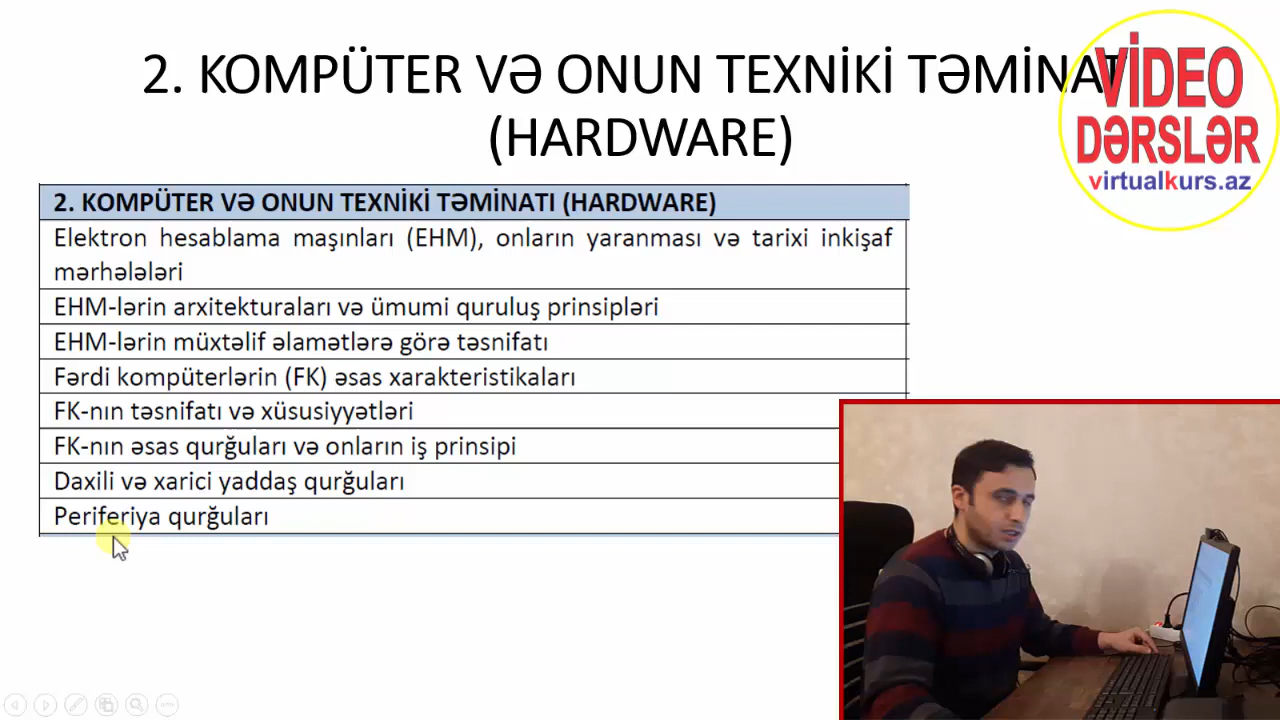 2. KOMPÜTER VƏ ONUN TEXNİKİ TƏMİNAT
(HARDWARE)
VİDEO
DƏRSLƏR
virtualkurs.az
2. KOMPÜTER VƏ ONUN TEXNİKİ TƏMİNATI (HARDWARE)
Elektron hesablama maşınları (EHM), onların yaranması və tarixi inkişaf
mərhələləri
EHM-lərin arxitekturaları və ümumi quruluş prinsipləri
EHM-lərin müxtəlif əlamətlərə görə təsnifatı
Fərdi kompüterlərin (FK) əsas xarakteristikaları
FK-nın təsnifatı və xüsusiyyətləri
FK-nın əsas qurğuları və onların iş prinsipi
Daxili və xarici yaddaş qurğuları
Periferiya qurğuları